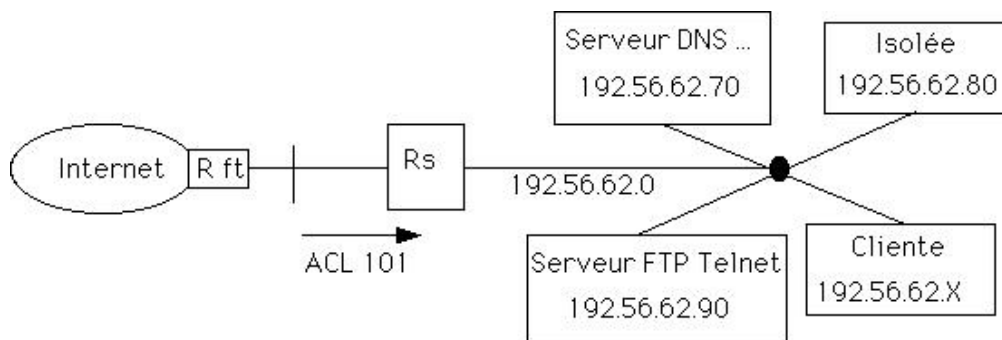 Serveur DNS ...
192.56.62.70
Isolée
192.56.62.80
Internet
R ft
Rs
192.56.62.0
ACL 101
Serveur FTP Telnet
192.56.62.90
Cliente
192.56.62.X